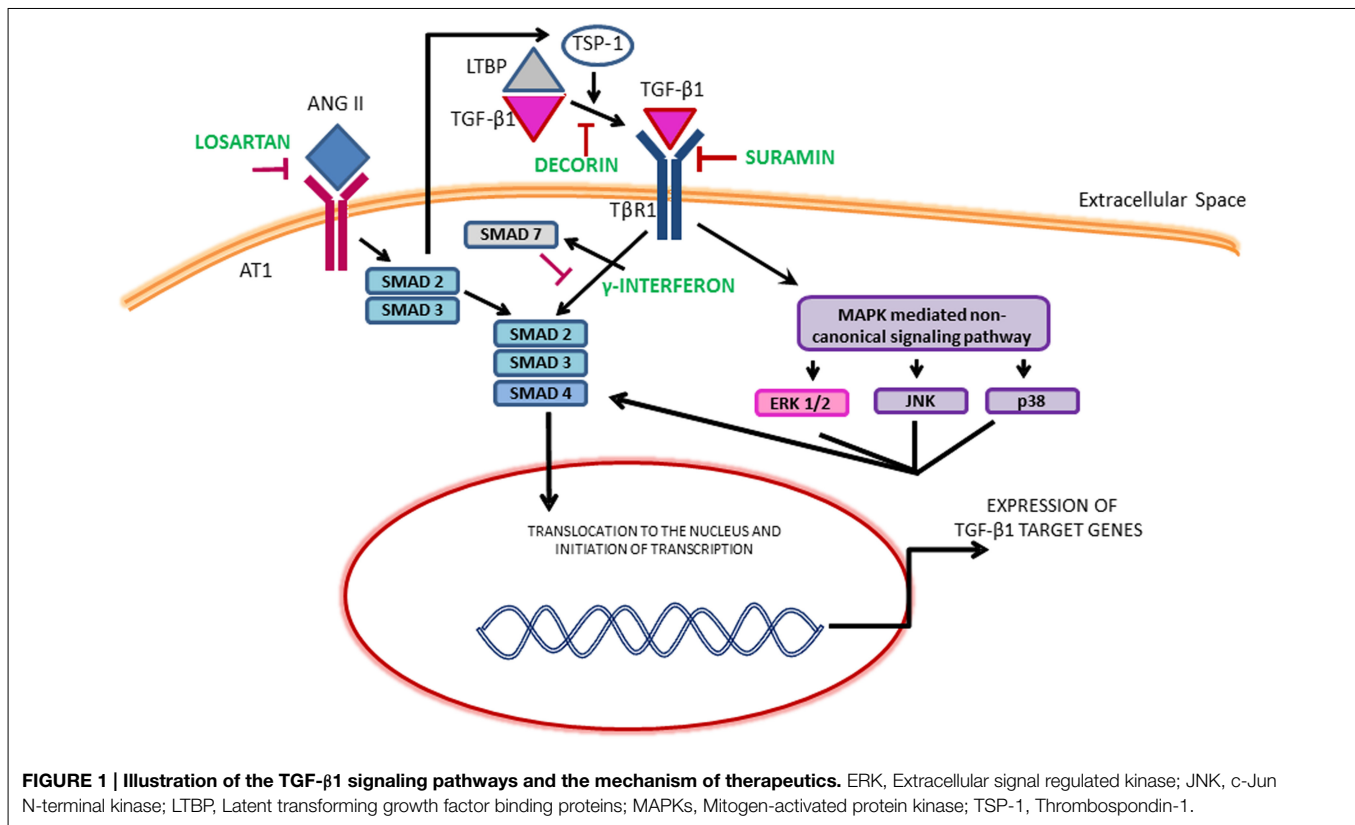 TSP-1
LTBP
TGF-β1
TGF-β1
ANG II
LOSARTAN
DECORIN
SURAMIN
Extracellular Space
TβR1
SMAD 7
AT1
γ-INTERFERON
SMAD 2
SMAD 3
SMAD 2
SMAD 3
SMAD 4
MAPK mediated non-
canonical signaling pathway
ERK 1/2
JNK
p38
EXPRESSION OF
TGF-β1 TARGET GENES
TRANSLOCATION TO THE NUCLEUS AND
INITIATION OF TRANSCRIPTION
FIGURE 1 | Illustration of the TGF-β1 signaling pathways and the mechanism of therapeutics. ERK, Extracellular signal regulated kinase; JNK, c-Jun
N-terminal kinase; LTBP, Latent transforming growth factor binding proteins; MAPKs, Mitogen-activated protein kinase; TSP-1, Thrombospondin-1.